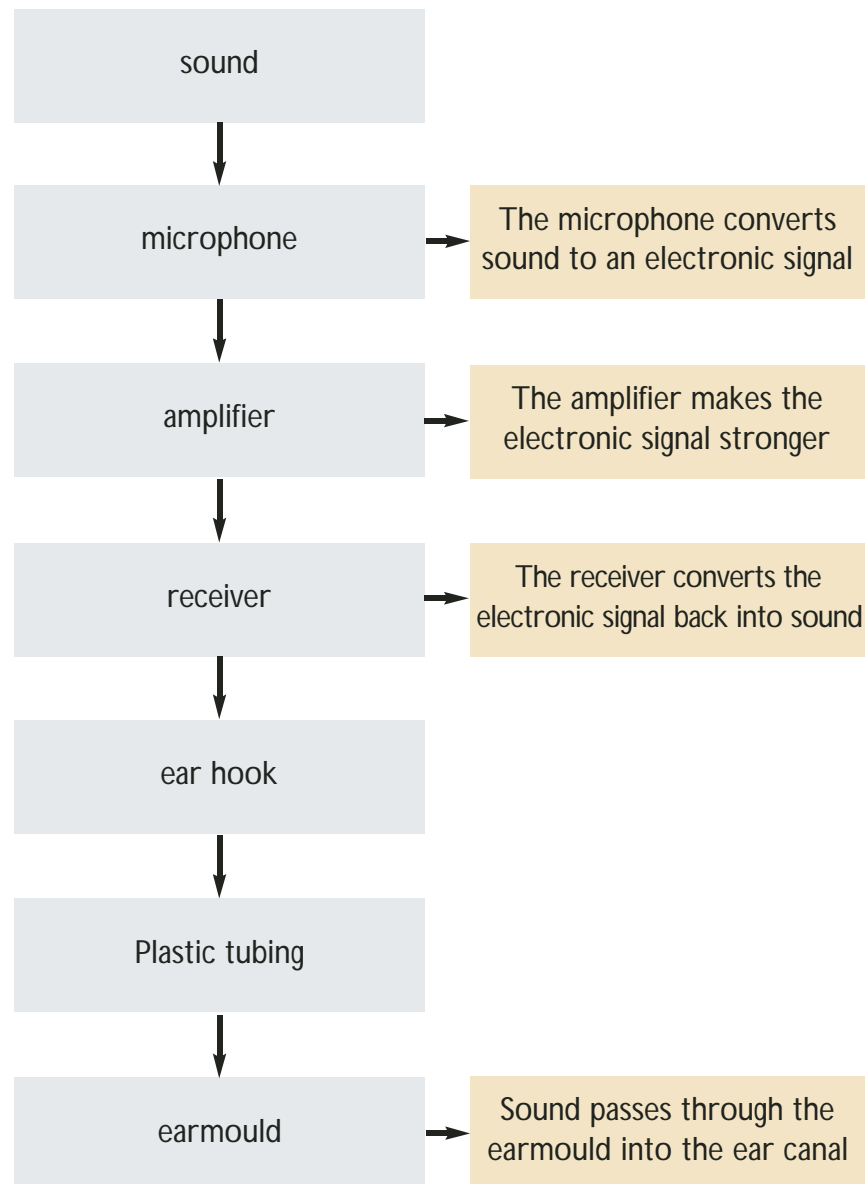 sound
microphone
The microphone converts
sound to an electronic signal
amplifier
The amplifier makes the
electronic signal stronger
receiver
The receiver converts the
electronic signal back into sound
ear hook
Plastic tubing
earmould
Sound passes through the
earmould into the ear canal